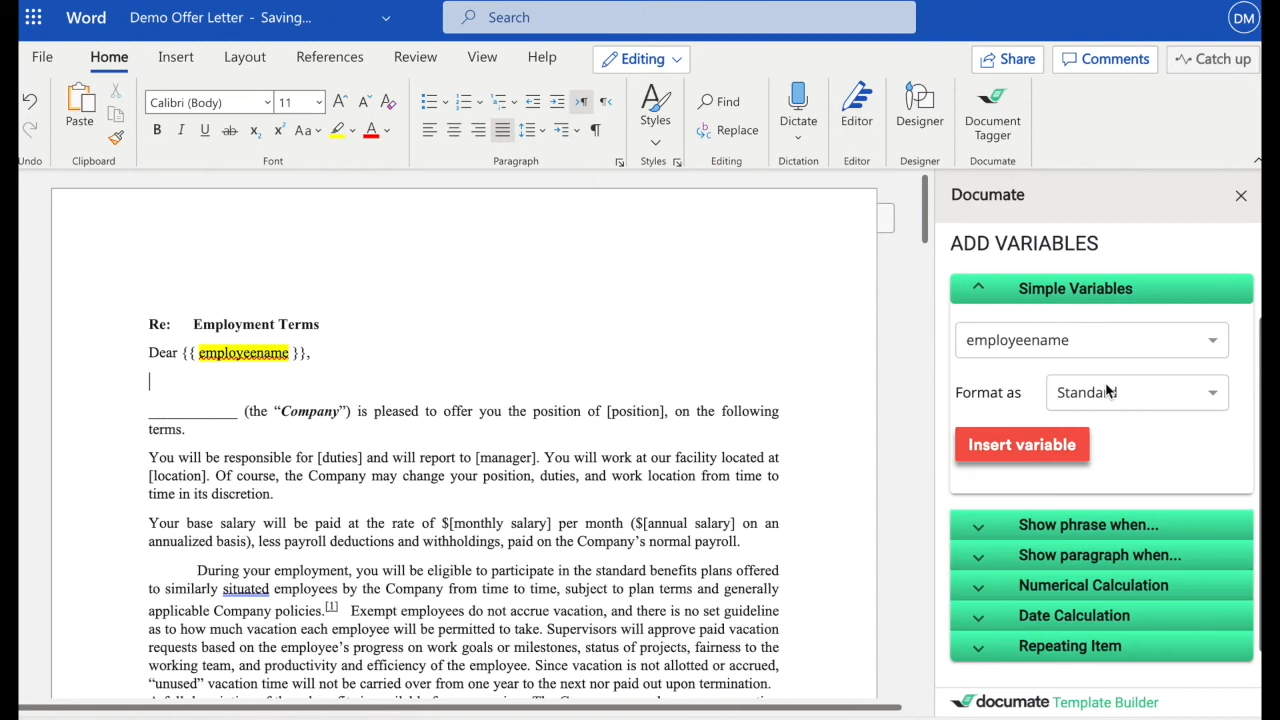 Word Demo Offer Letter - Saving... Search DM
File Home Insert Layout References Review View Help Editing Share Comments Catch up
Calibri (Body) 11 Find
Paste Styles Replace Dictate Editor Designer Document Tagger
Undo Clipboard Font Paragraph Styles Editing Dictation Editor Designer Documate
Re: Employment Terms
Dear {{ employeename }},
____________ (the “Company”) is pleased to offer you the position of [position], on the following
terms.
You will be responsible for [duties] and will report to [manager]. You will work at our facility located at
[location]. Of course, the Company may change your position, duties, and work location from time to
time in its discretion.
Your base salary will be paid at the rate of $[monthly salary] per month ($[annual salary] on an
annualized basis), less payroll deductions and withholdings, paid on the Company’s normal payroll.
During your employment, you will be eligible to participate in the standard benefits plans offered
to similarly situated employees by the Company from time to time, subject to plan terms and generally
applicable Company policies.[1] Exempt employees do not accrue vacation, and there is no set guideline
as to how much vacation each employee will be permitted to take. Supervisors will approve paid vacation
requests based on the employee’s progress on work goals or milestones, status of projects, fairness to the
working team, and productivity and efficiency of the employee. Since vacation is not allotted or accrued,
“unused” vacation time will not be carried over from one year to the next nor paid out upon termination.
Documate
ADD VARIABLES
Simple Variables
employeename
Format as Standard
Insert variable
Show phrase when...
Show paragraph when...
Numerical Calculation
Date Calculation
Repeating Item
documate Template Builder